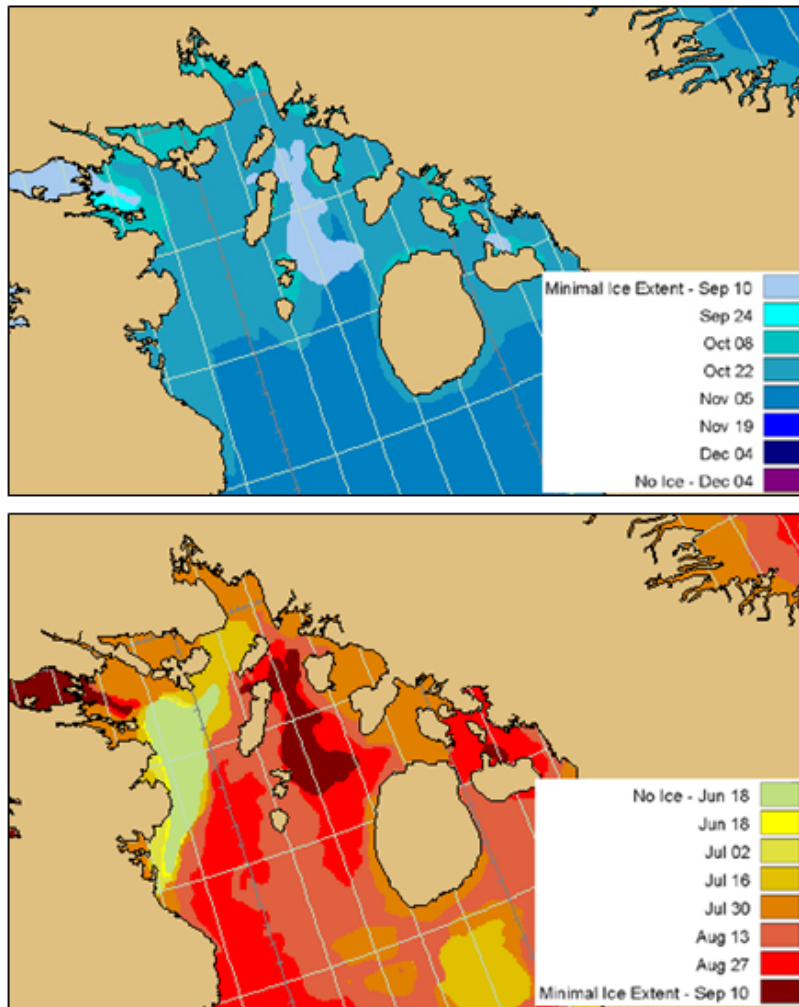 Minimal Ice Extent - Sep 10
Sep 24
Oct 08
Oct 22
Nov 05
Nov 19
Dec 04
No Ice - Dec 04
No Ice - Jun 18
Jun 18
Jul 02
Jul 16
Jul 30
Aug 13
Aug 27
Minimal Ice Extent - Sep 10